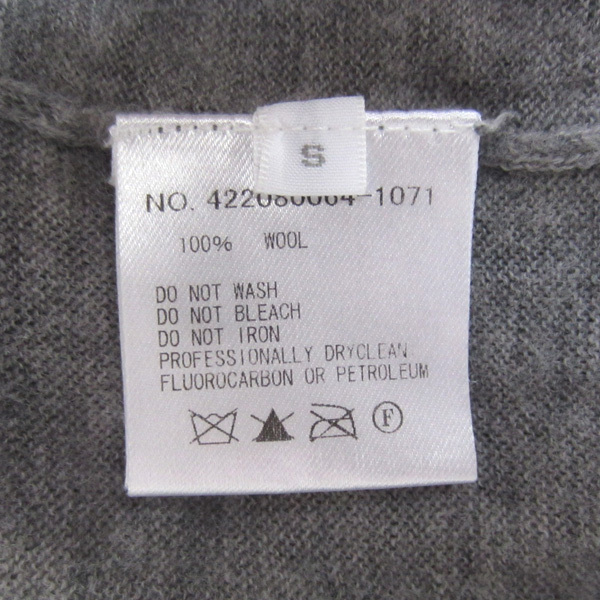 S
NO. 422080064-1071
100% WOOL
DO NOT WASH
DO NOT BLEACH
DO NOT IRON
PROFESSIONALLY DRYCLEAN
FLUOROCARBON OR PETROLEUM
F